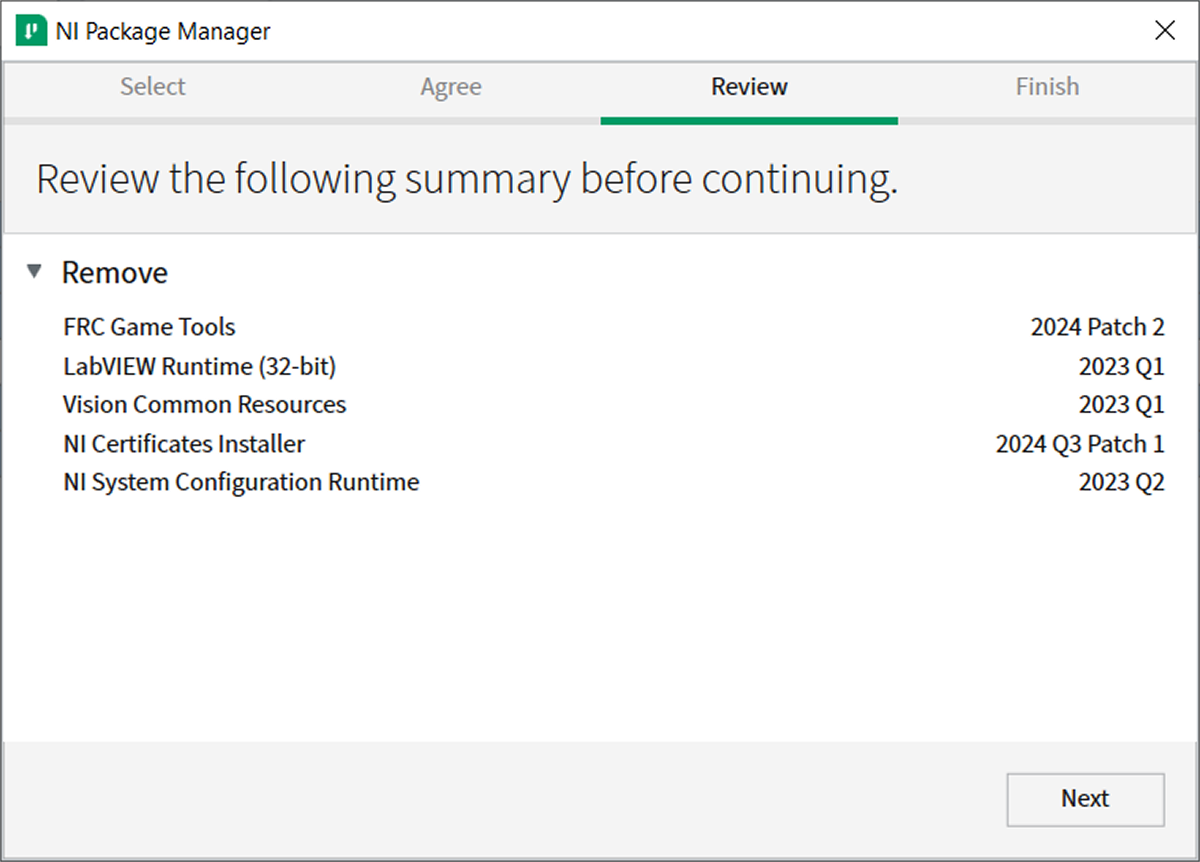 NI Package Manager
Select Agree Review Finish
Review the following summary before continuing.
Remove
FRC Game Tools 2024 Patch 2
LabVIEW Runtime (32-bit) 2023 Q1
Vision Common Resources 2023 Q1
NI Certificates Installer 2024 Q3 Patch 1
NI System Configuration Runtime 2023 Q2
Next